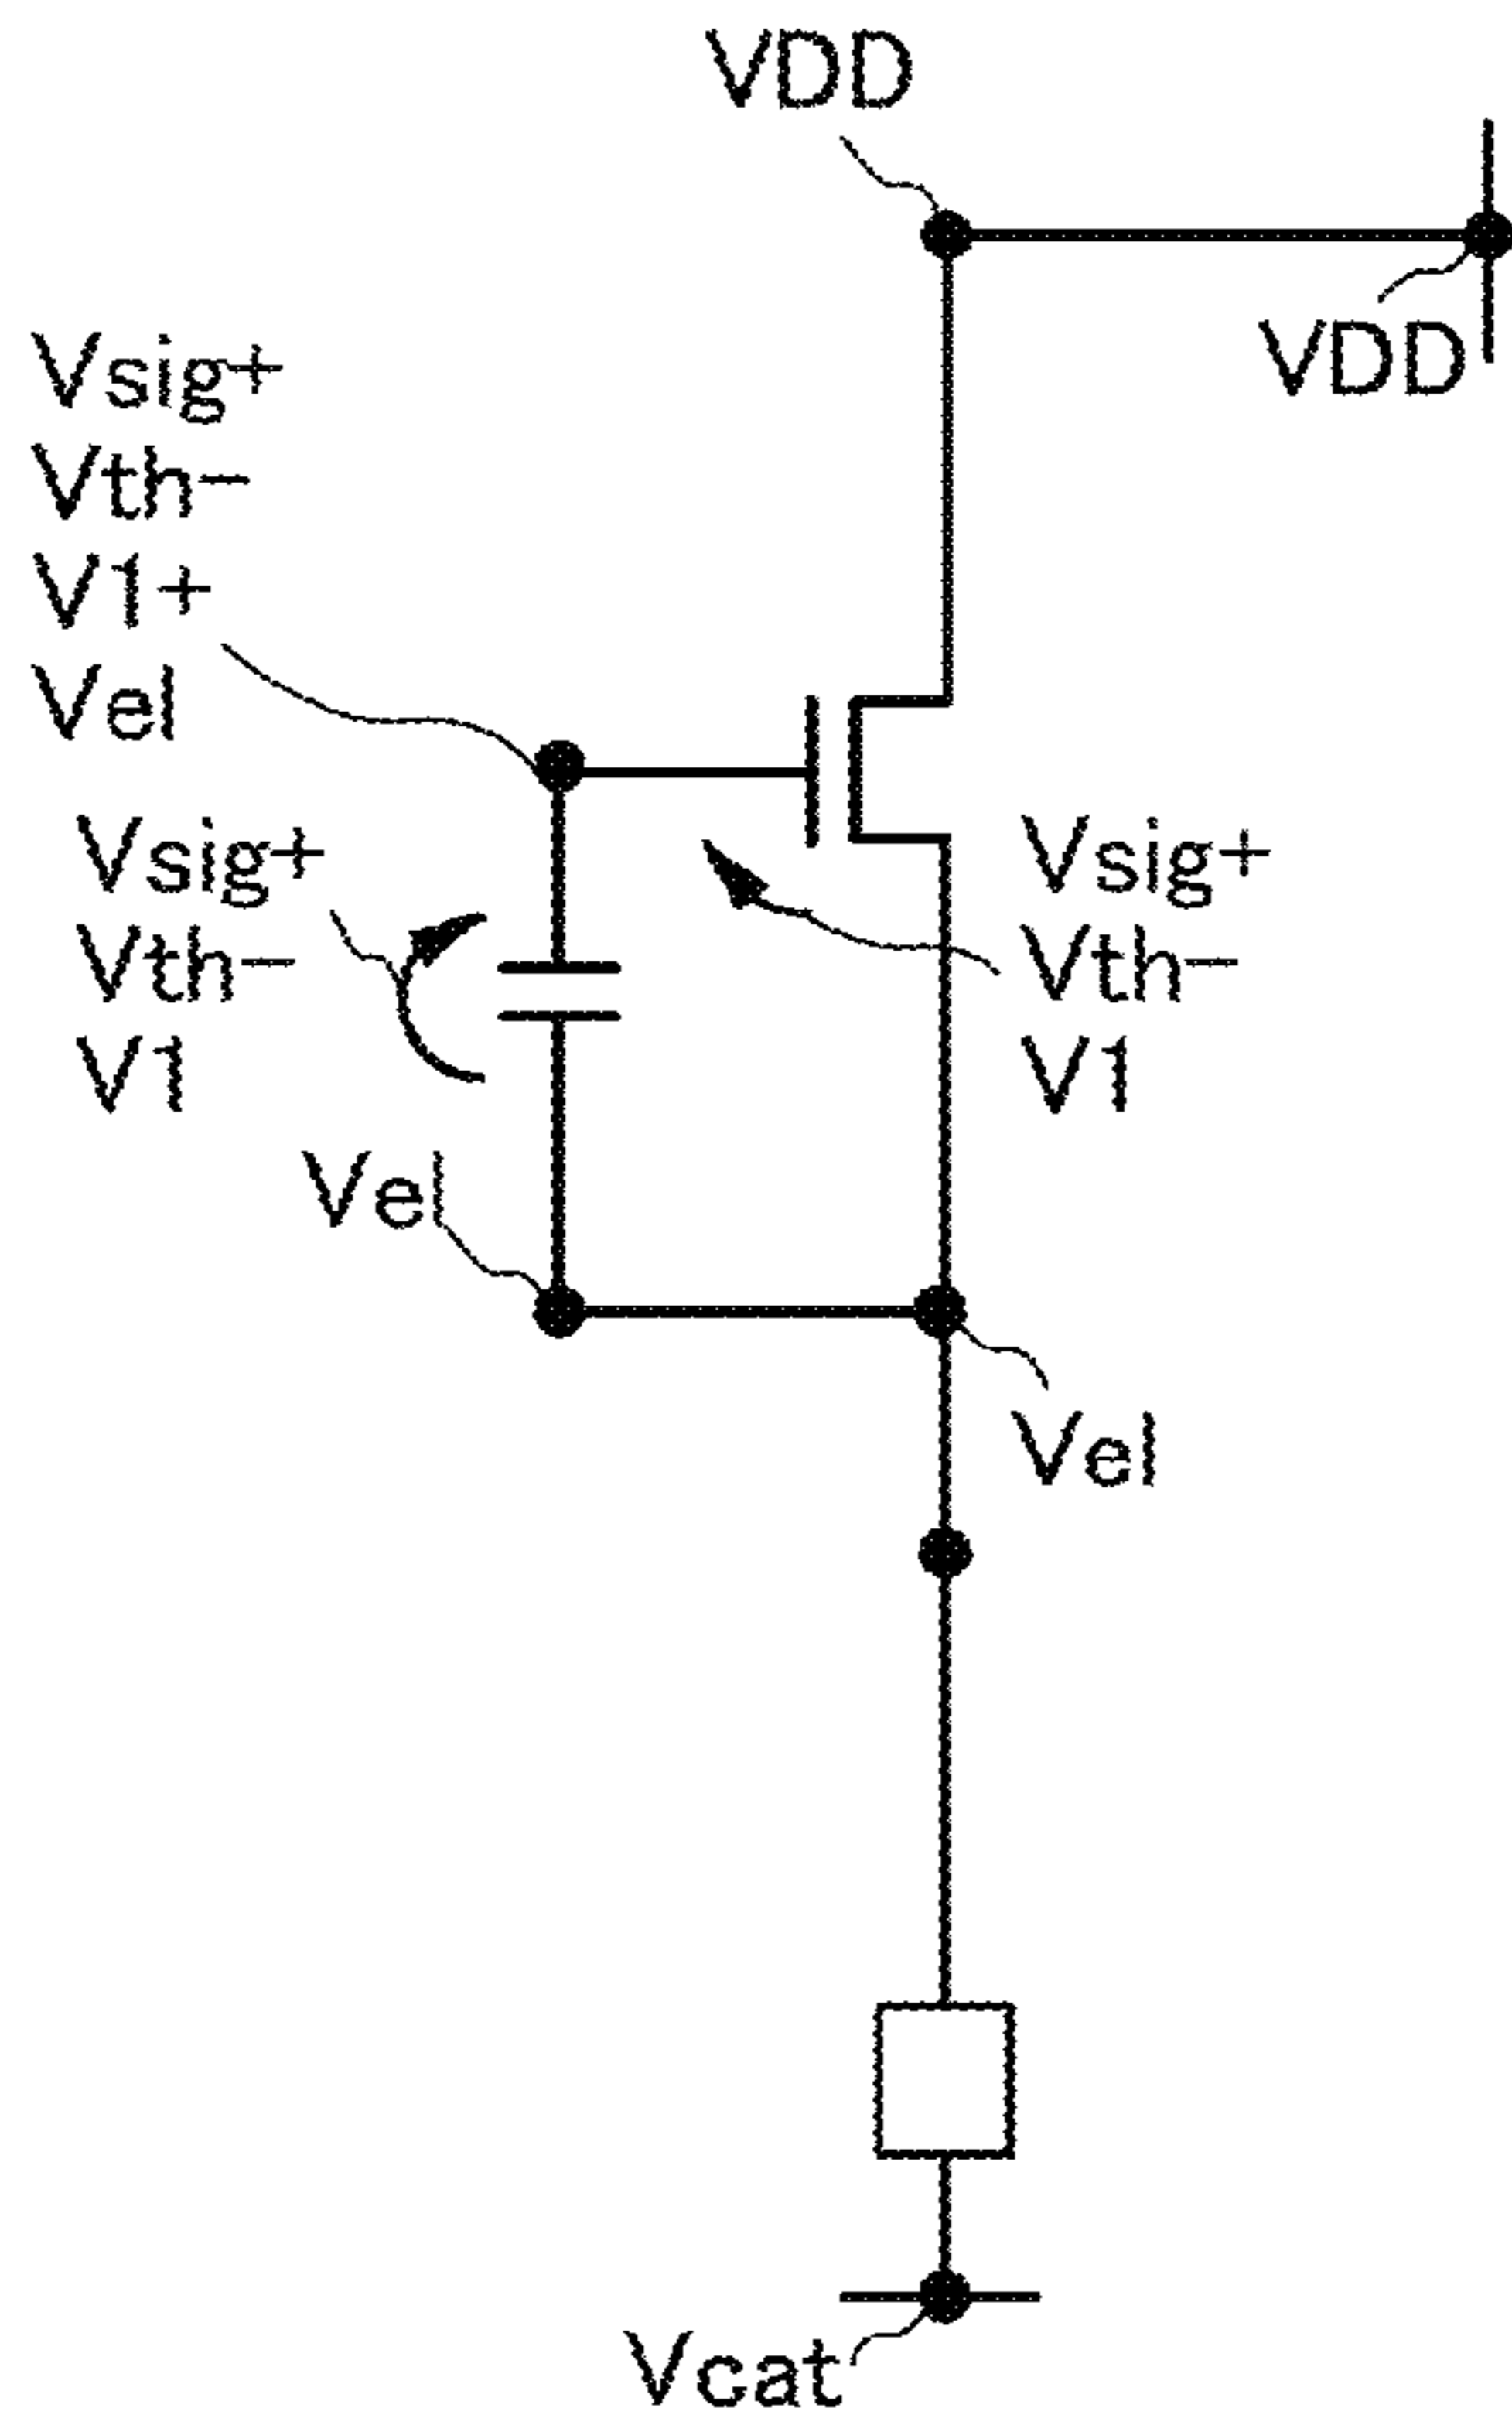 VDD
VDD
Vsig+
Vth−
V1+
Vel
Vsig+
Vth−
V1
Vsig+
Vth−
V1
Vel
Vel
Vcat